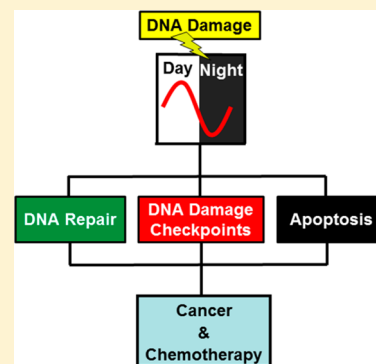 DNA Damage
Day Night
DNA Repair
DNA Damage
Checkpoints
Apoptosis
Cancer
&
Chemotherapy